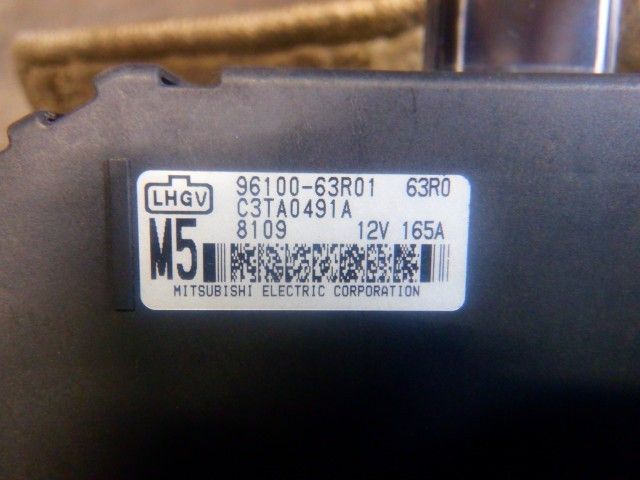 LHGV
96100-63R01 63R0
C3TA0491A
8109 12V 165A
M5
MITSUBISHI ELECTRIC CORPORATION